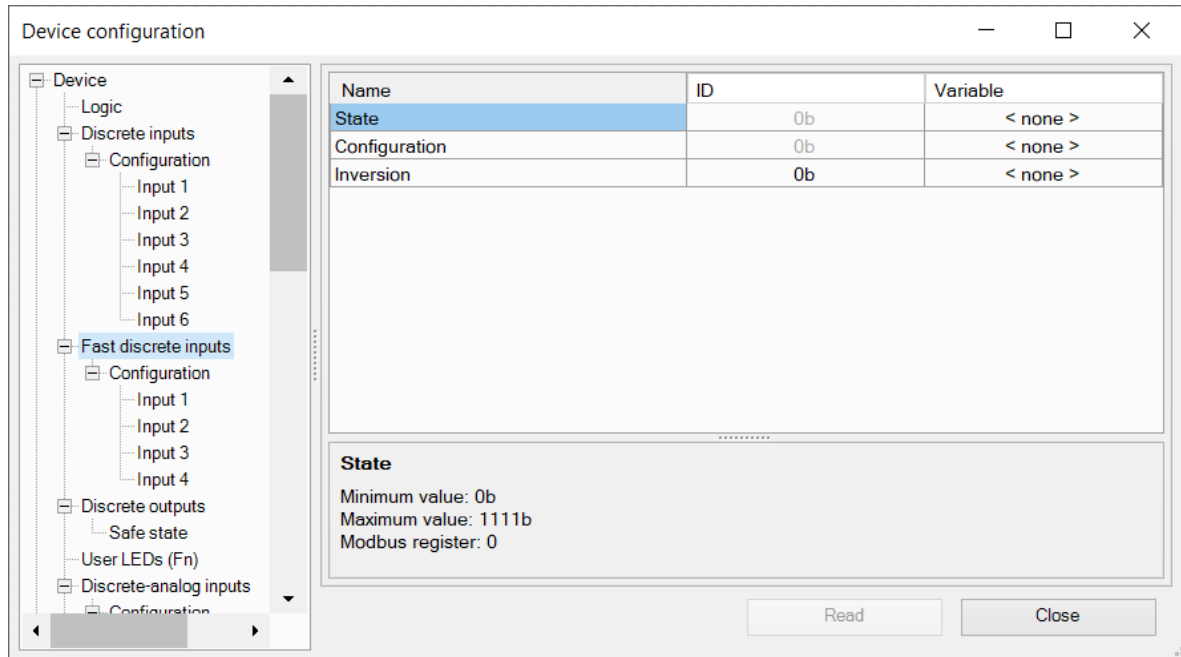 Device configuration
Device
Logic
Discrete inputs
Configuration
Input 1
Input 2
Input 3
Input 4
Input 5
Input 6
Fast discrete inputs
Configuration
Input 1
Input 2
Input 3
Input 4
Discrete outputs
Safe state
User LEDs (Fn)
Discrete-analog inputs
Configuration
Name ID Variable
State 0b < none >
Configuration 0b < none >
Inversion 0b < none >
State
Minimum value: 0b
Maximum value: 1111b
Modbus register: 0
Read Close